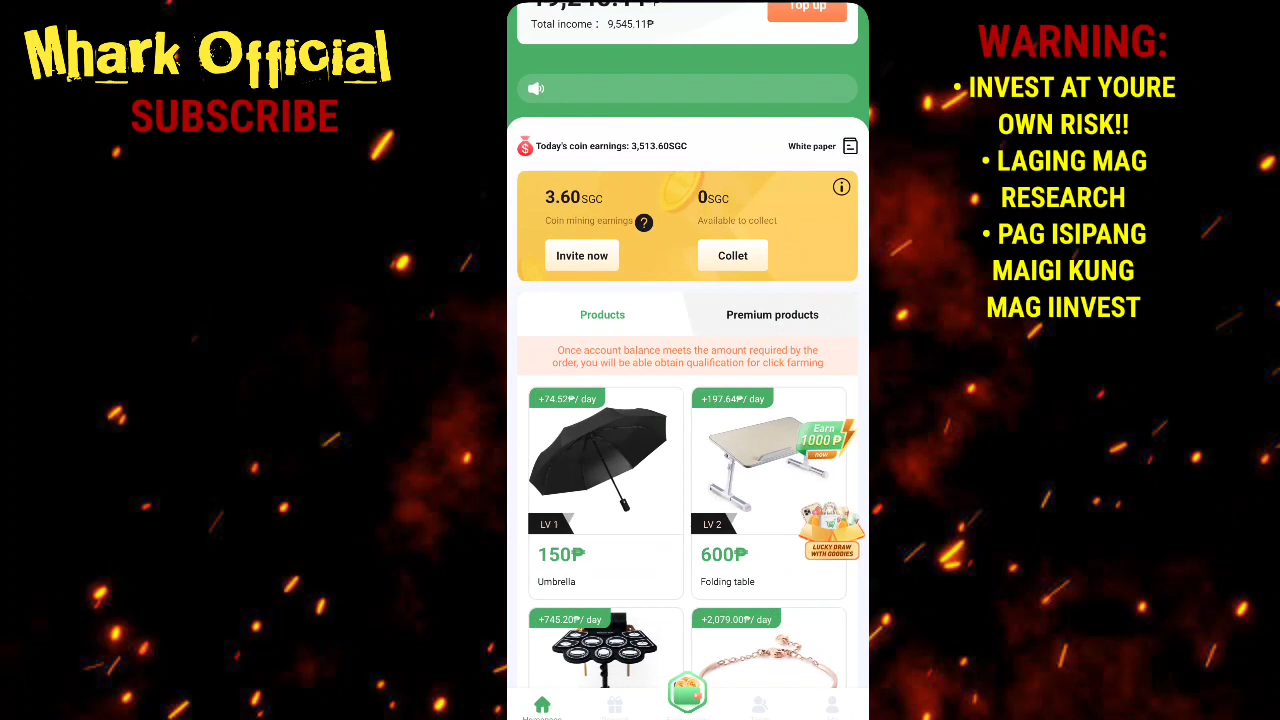 Mhark Official
SUBSCRIBE
WARNING:
• INVEST AT YOURE
OWN RISK!!
• LAGING MAG
RESEARCH
• PAG ISIPANG
MAIGI KUNG
MAG IINVEST
Top up
Total income： 9,545.11₱
Today's coin earnings: 3,513.60SGC
White paper
3.60 SGC
0SGC
Coin mining earnings ?
Available to collect
Invite now
Collet
Products
Premium products
Once account balance meets the amount required by the
order, you will be able obtain qualification for click farming
+74.52₱/ day
+197.64₱/ day
Earn
1000 ₱
now
LV 1
LV 2
LUCKY DRAW
WITH GOODIES
150₱
600₱
Umbrella
Folding table
+745.20₱/ day
+2,079.00₱/ day